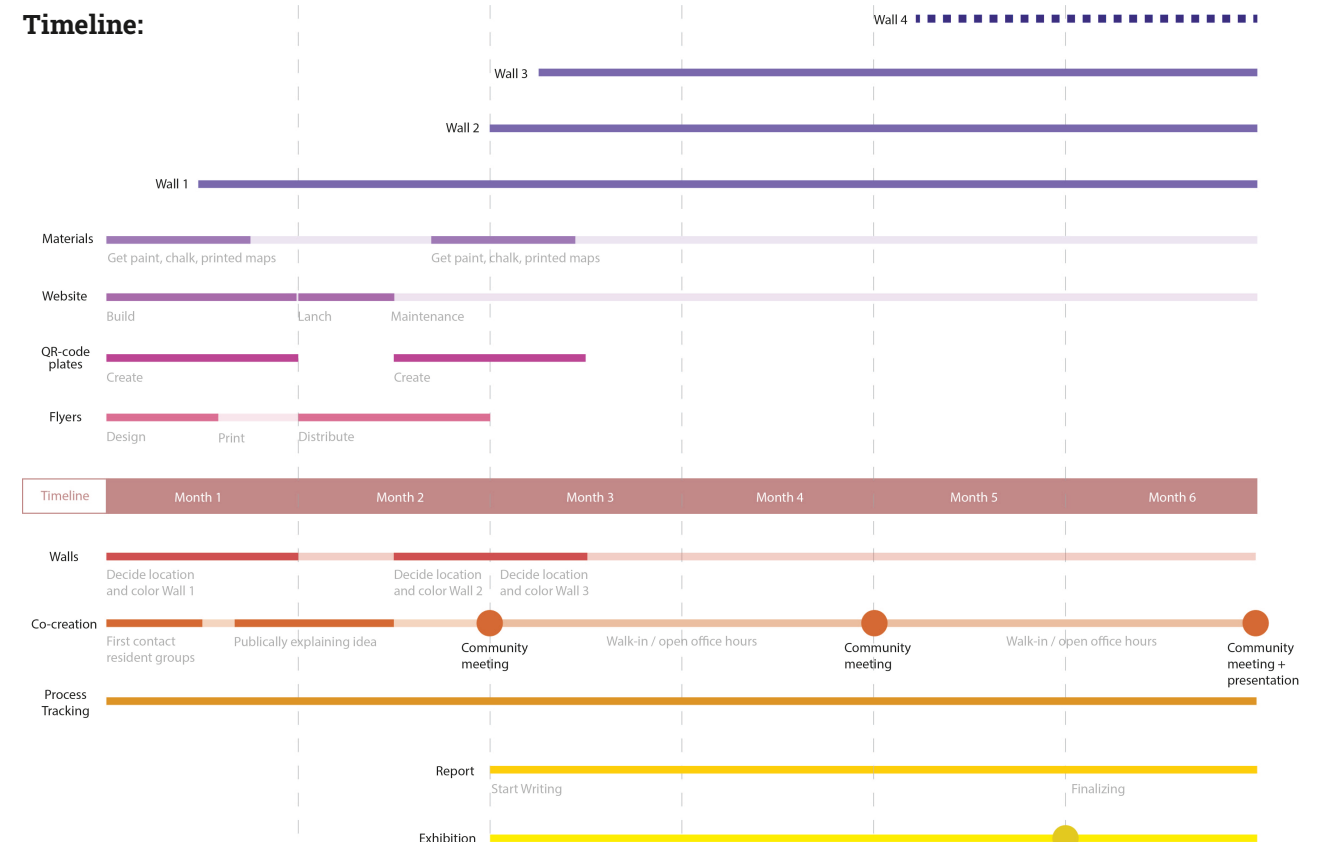 Timeline:
Wall 4
Wall 3
Wall 2
Wall 1
Materials
Get paint, chalk, printed maps
Get paint, chalk, printed maps
Website
Build
Lanch
Maintenance
QR-code
plates
Create
Create
Flyers
Design
Print
Distribute
Timeline
Month 1
Month 2
Month 3
Month 4
Month 5
Month 6
Walls
Decide location
and color Wall 1
Decide location
and color Wall 2
Decide location
and color Wall 3
Co-creation
First contact
resident groups
Publically explaining idea
Community
meeting
Walk-in / open office hours
Community
meeting
Walk-in / open office hours
Community
meeting +
presentation
Process
Tracking
Report
Start Writing
Finalizing
Exhibition